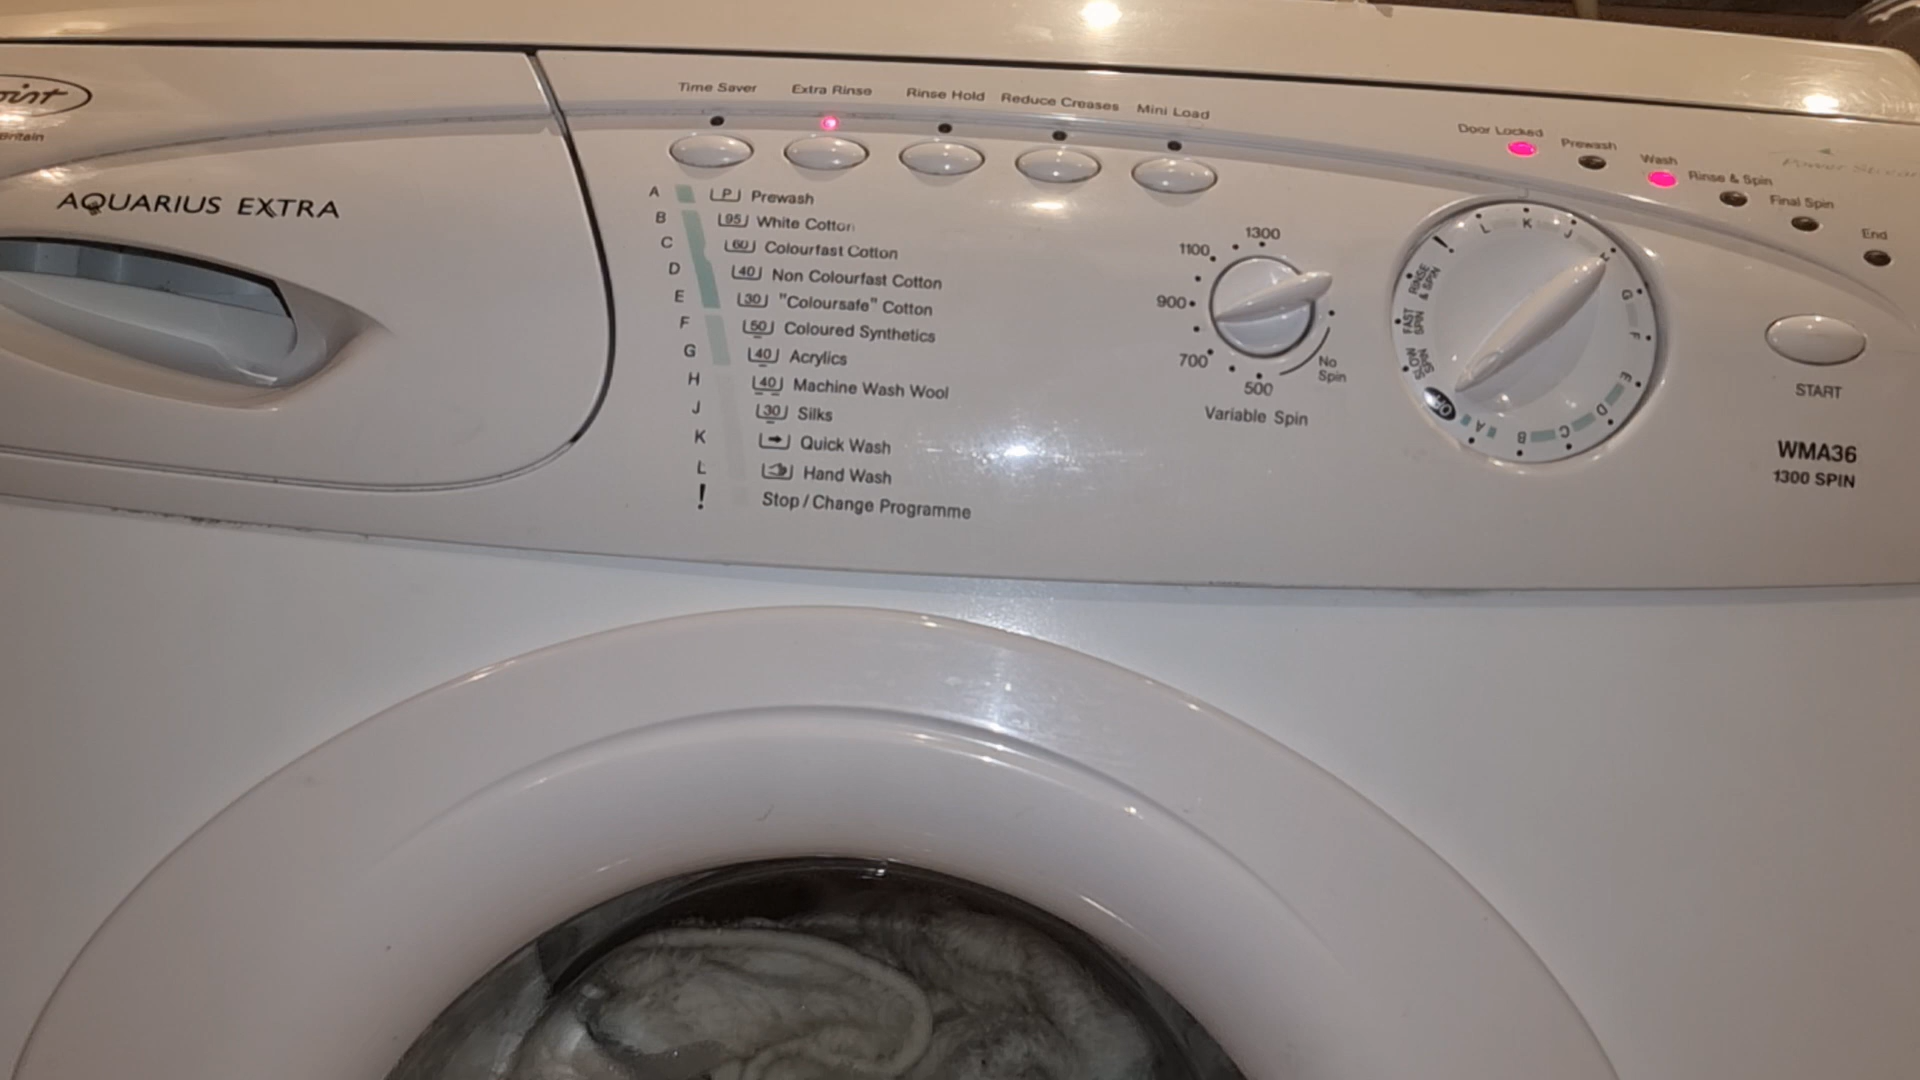 Britain
AQUARIUS EXTRA
Time Saver
Extra Rinse
Rinse Hold
Reduce Creases
Mini Load
A P Prewash
B 95 White Cotton
C 60 Colourfast Cotton
D 40 Non Colourfast Cotton
E 30 "Coloursafe" Cotton
F 50 Coloured Synthetics
G 40 Acrylics
H 40 Machine Wash Wool
J 30 Silks
K Quick Wash
L Hand Wash
! Stop / Change Programme
1300
1100
900
700
500
No
Spin
Variable Spin
Door Locked
Prewash
Wash
Rinse & Spin
Final Spin
End
L
K
J
G
F
E
D
C
B
A
Off
SLOW
SPIN
FAST
SPIN
RINSE
& SPIN
!
START
WMA36
1300 SPIN